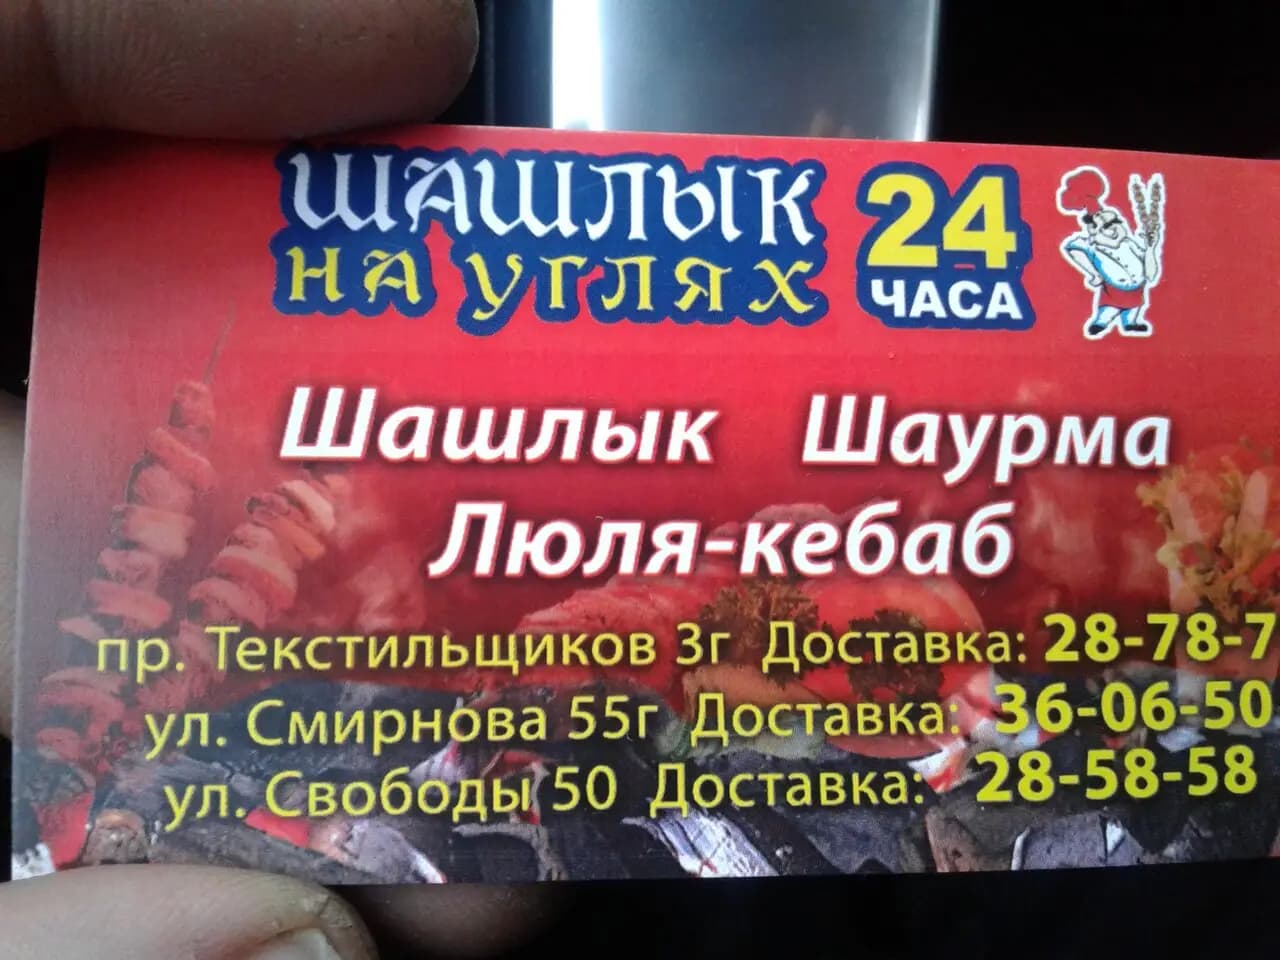 ШАШЛЫК
НА УГЛЯХ
24
ЧАСА
Шашлык Шаурма
Люля-кебаб
пр. Текстильщиков 3г Доставка: 28-78-7
ул. Смирнова 55г Доставка: 36-06-50
ул. Свободы 50 Доставка: 28-58-58